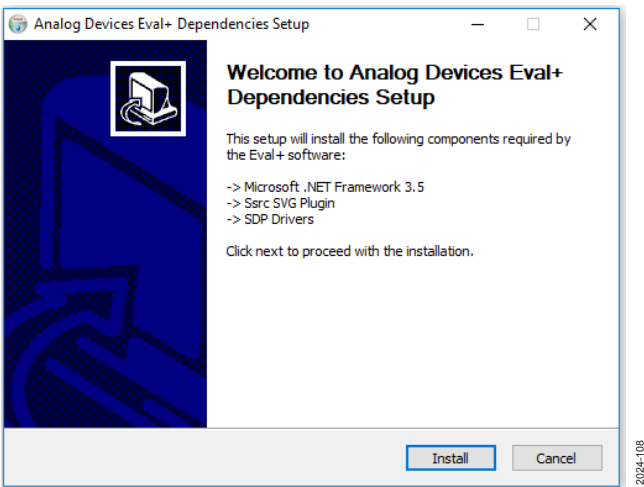 Analog Devices Eval+ Dependencies Setup
Welcome to Analog Devices Eval+
Dependencies Setup
This setup will install the following components required by
the Eval+ software:
-> Microsoft .NET Framework 3.5
-> Ssrc SVG Plugin
-> SDP Drivers
Click next to proceed with the installation.
Install
Cancel
2024-108